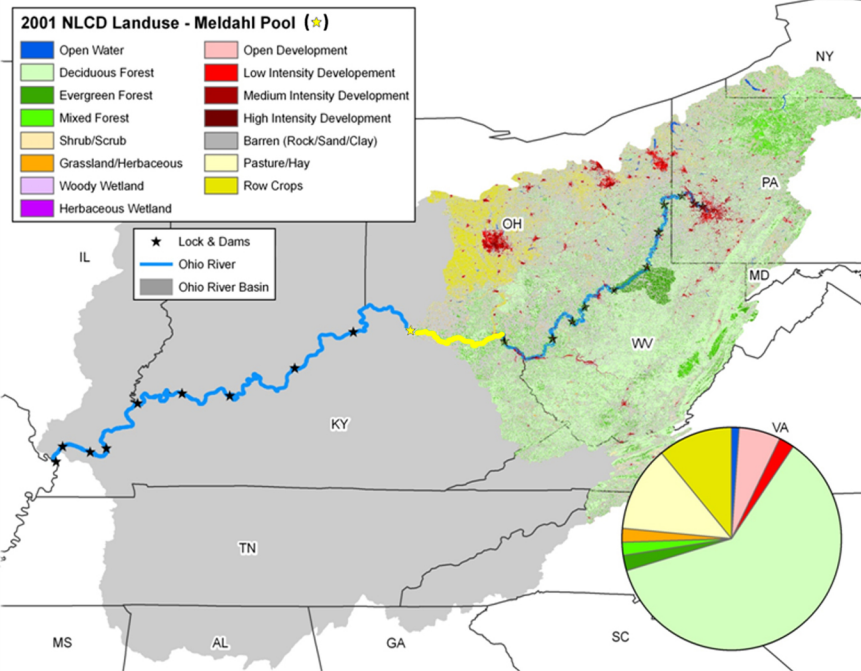 2001 NLCD Landuse - Meldahl Pool (☆)
Open Water
Open Development
Deciduous Forest
Low Intensity Developement
Evergreen Forest
Medium Intensity Development
Mixed Forest
High Intensity Development
Shrub/Scrub
Barren (Rock/Sand/Clay)
Grassland/Herbaceous
Pasture/Hay
Woody Wetland
Row Crops
Herbaceous Wetland
Lock & Dams
Ohio River
Ohio River Basin
NY
PA
OH
IL
MD
WV
KY
VA
TN
MS
AL
GA
SC